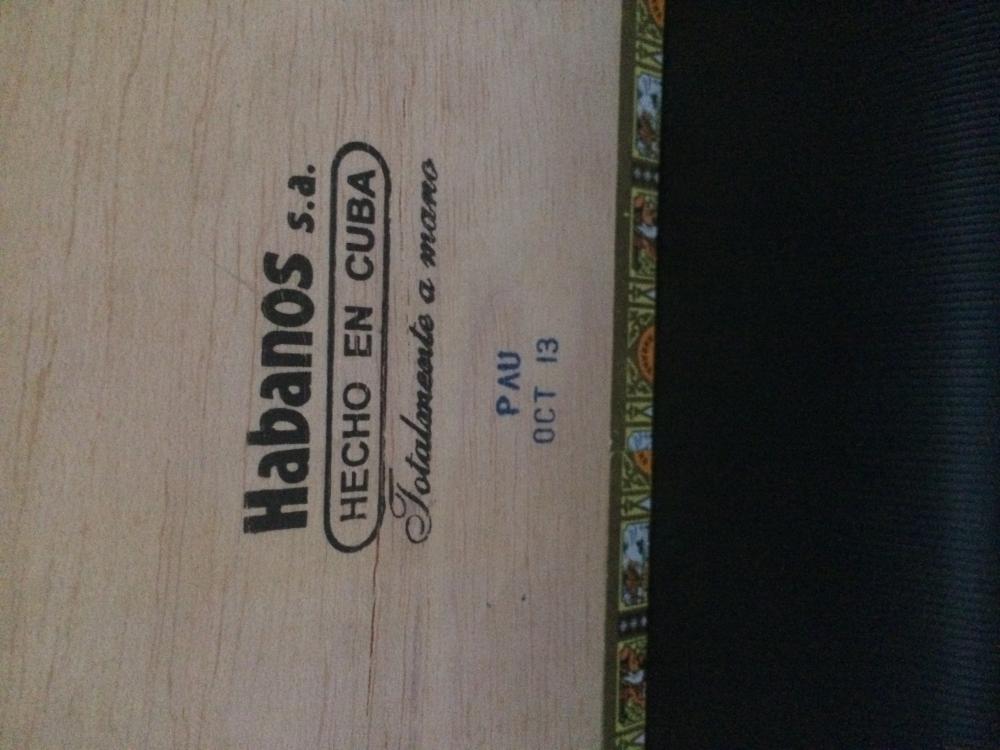 Habanos s.a.
HECHO EN CUBA
Totalmente a mano
PAU
OCT 13